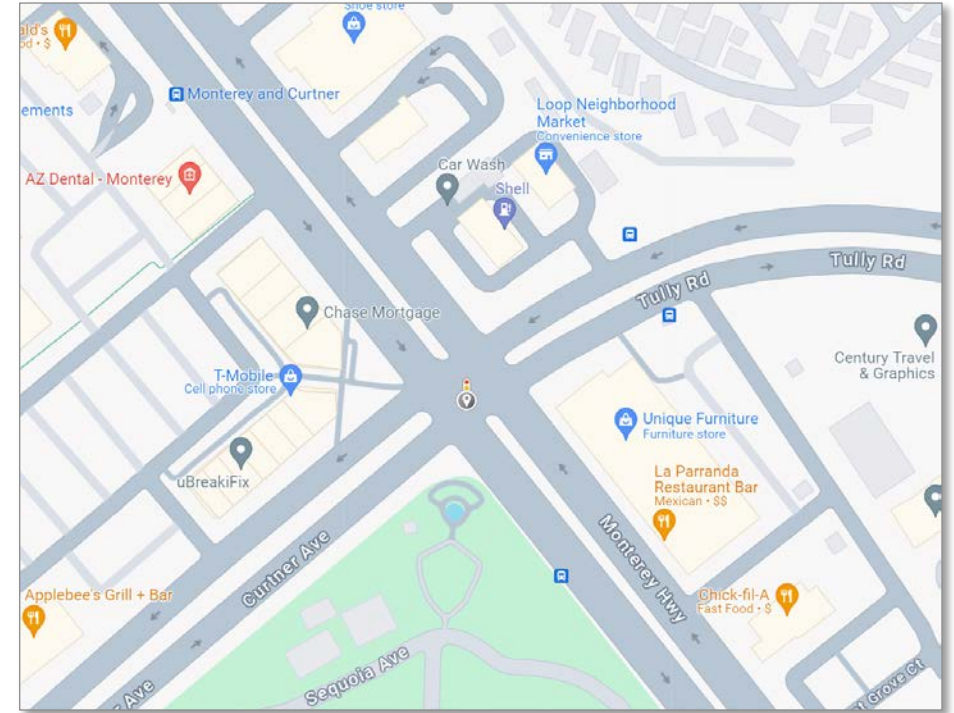 Shoe store
ald's
od • $
Monterey and Curtner
ements
Loop Neighborhood
Market
Convenience store
Car Wash
AZ Dental - Monterey
Shell
Tully Rd
Tully Rd
Chase Mortgage
Century Travel
& Graphics
T-Mobile
Cell phone store
Unique Furniture
Furniture store
uBreakiFix
La Parranda
Restaurant Bar
Mexican • $$
Curtner Ave
Monterey Hwy
Applebee's Grill + Bar
Chick-fil-A
Fast Food • $
Sequoia Ave
r Ave
t Grove Ct